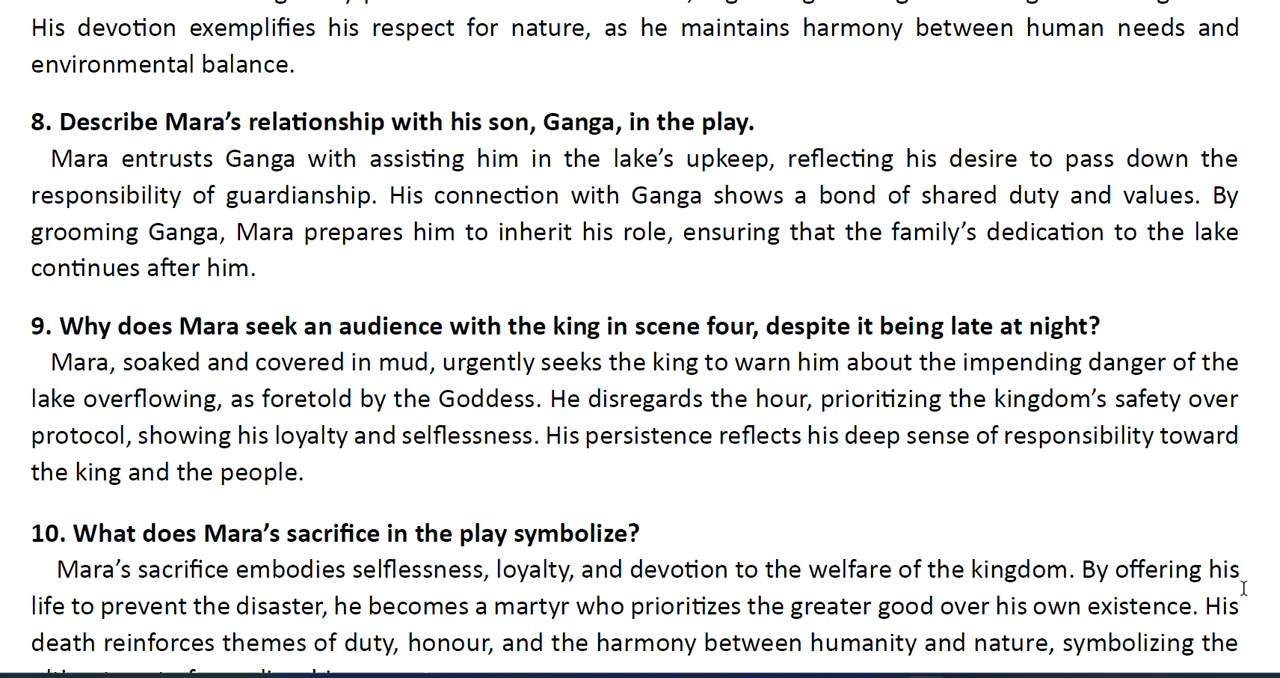 His devotion exemplifies his respect for nature, as he maintains harmony between human needs and
environmental balance.
8. Describe Mara’s relationship with his son, Ganga, in the play.
Mara entrusts Ganga with assisting him in the lake’s upkeep, reflecting his desire to pass down the
responsibility of guardianship. His connection with Ganga shows a bond of shared duty and values. By
grooming Ganga, Mara prepares him to inherit his role, ensuring that the family’s dedication to the lake
continues after him.
9. Why does Mara seek an audience with the king in scene four, despite it being late at night?
Mara, soaked and covered in mud, urgently seeks the king to warn him about the impending danger of the
lake overflowing, as foretold by the Goddess. He disregards the hour, prioritizing the kingdom’s safety over
protocol, showing his loyalty and selflessness. His persistence reflects his deep sense of responsibility toward
the king and the people.
10. What does Mara’s sacrifice in the play symbolize?
Mara’s sacrifice embodies selflessness, loyalty, and devotion to the welfare of the kingdom. By offering his
life to prevent the disaster, he becomes a martyr who prioritizes the greater good over his own existence. His
death reinforces themes of duty, honour, and the harmony between humanity and nature, symbolizing the